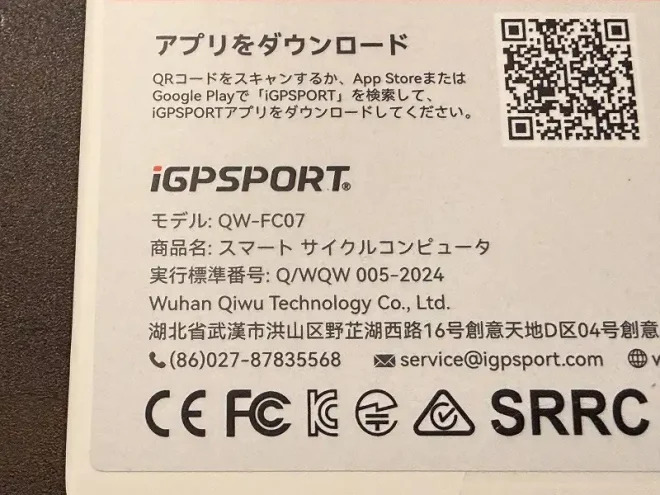 アプリをダウンロード
QRコードをスキャンするか、App Storeまたは
Google Playで「iGPSPORT」を検索して、
iGPSPORTアプリをダウンロードしてください。
iGPSPORT®
モデル: QW-FC07
商品名: スマート サイクルコンピュータ
実行標準番号: Q/WQW 005-2024
Wuhan Qiwu Technology Co., Ltd.
湖北省武漢市洪山区野芷湖西路16号創意天地D区04号創意
(86)027-87835568 service@igpsport.com
CE FC KC SRRC